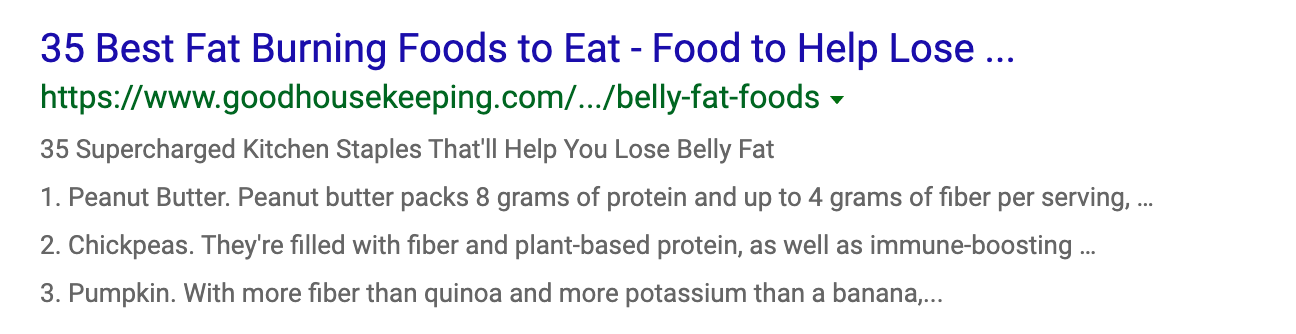 35 Best Fat Burning Foods to Eat - Food to Help Lose ...
https://www.goodhousekeeping.com/.../belly-fat-foods
35 Supercharged Kitchen Staples That'll Help You Lose Belly Fat
1. Peanut Butter. Peanut butter packs 8 grams of protein and up to 4 grams of fiber per serving, ...
2. Chickpeas. They're filled with fiber and plant-based protein, as well as immune-boosting ...
3. Pumpkin. With more fiber than quinoa and more potassium than a banana,...